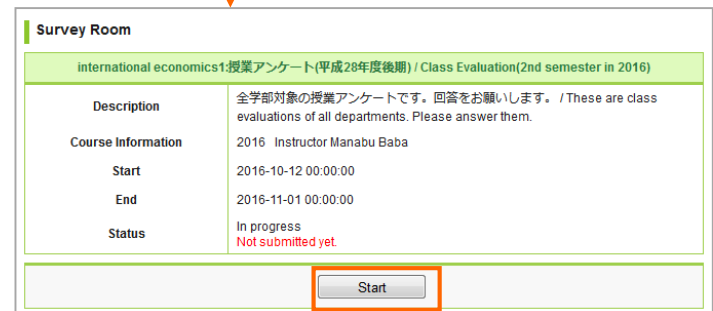 Survey Room
international economics1:授業アンケート(平成28年度後期) / Class Evaluation(2nd semester in 2016)
Description
全学部対象の授業アンケートです。回答をお願いします。 / These are class
evaluations of all departments. Please answer them.
Course Information
2016 Instructor Manabu Baba
Start
2016-10-12 00:00:00
End
2016-11-01 00:00:00
Status
In progress
Not submitted yet.
Start